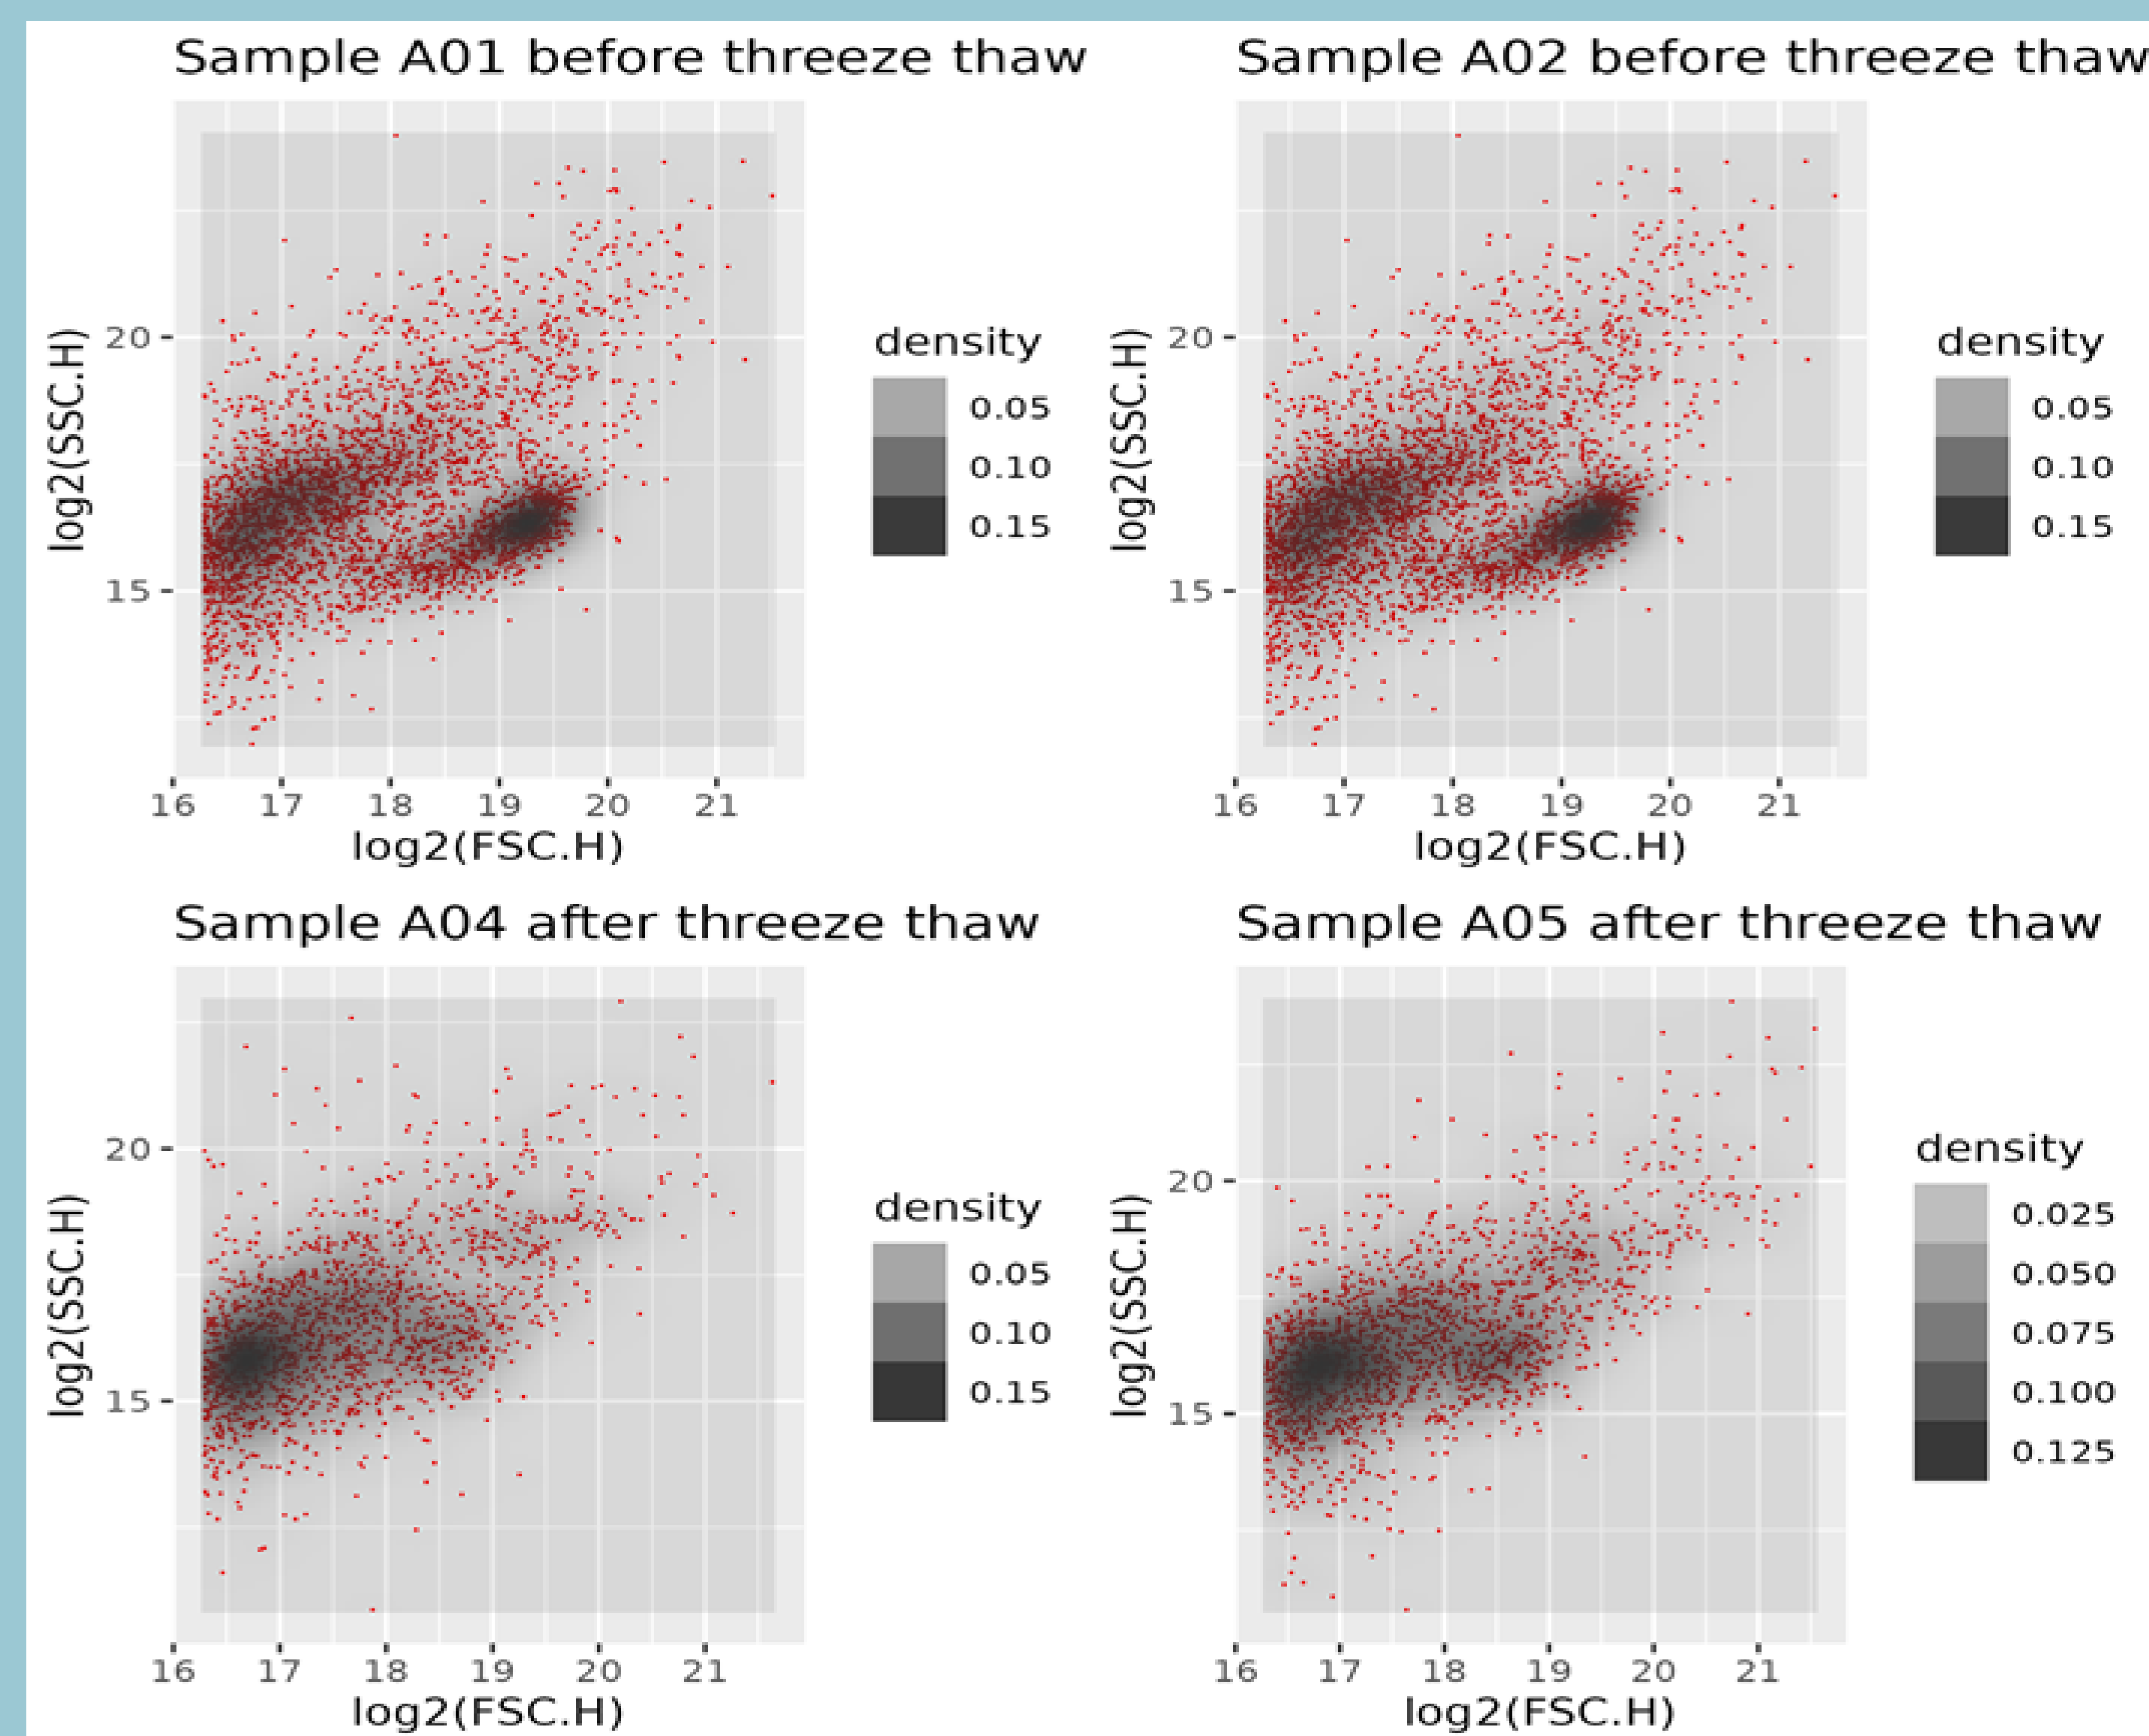 Sample A01 before threeze thaw
log2(SSC.H)
20
15
16 17 18 19 20 21
log2(FSC.H)
density
0.05
0.10
0.15
Sample A02 before threeze thaw
log2(SSC.H)
20
15
16 17 18 19 20 21
log2(FSC.H)
density
0.05
0.10
0.15
Sample A04 after threeze thaw
log2(SSC.H)
20
15
16 17 18 19 20 21
log2(FSC.H)
density
0.05
0.10
0.15
Sample A05 after threeze thaw
log2(SSC.H)
20
15
16 17 18 19 20 21
log2(FSC.H)
density
0.025
0.050
0.075
0.100
0.125